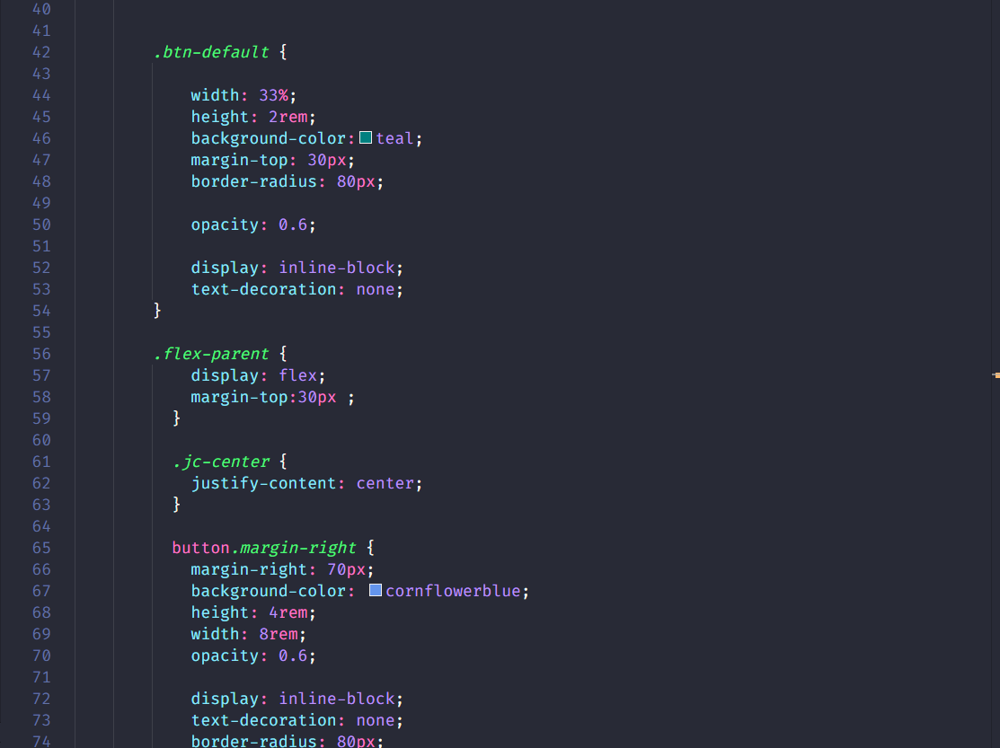 40
41
42 .btn-default {
43
44 width: 33%;
45 height: 2rem;
46 background-color: teal;
47 margin-top: 30px;
48 border-radius: 80px;
49
50 opacity: 0.6;
51
52 display: inline-block;
53 text-decoration: none;
54 }
55
56 .flex-parent {
57 display: flex;
58 margin-top:30px ;
59 }
60
61 .jc-center {
62 justify-content: center;
63 }
64
65 button.margin-right {
66 margin-right: 70px;
67 background-color: cornflowerblue;
68 height: 4rem;
69 width: 8rem;
70 opacity: 0.6;
71
72 display: inline-block;
73 text-decoration: none;
74 border-radius: 80px;